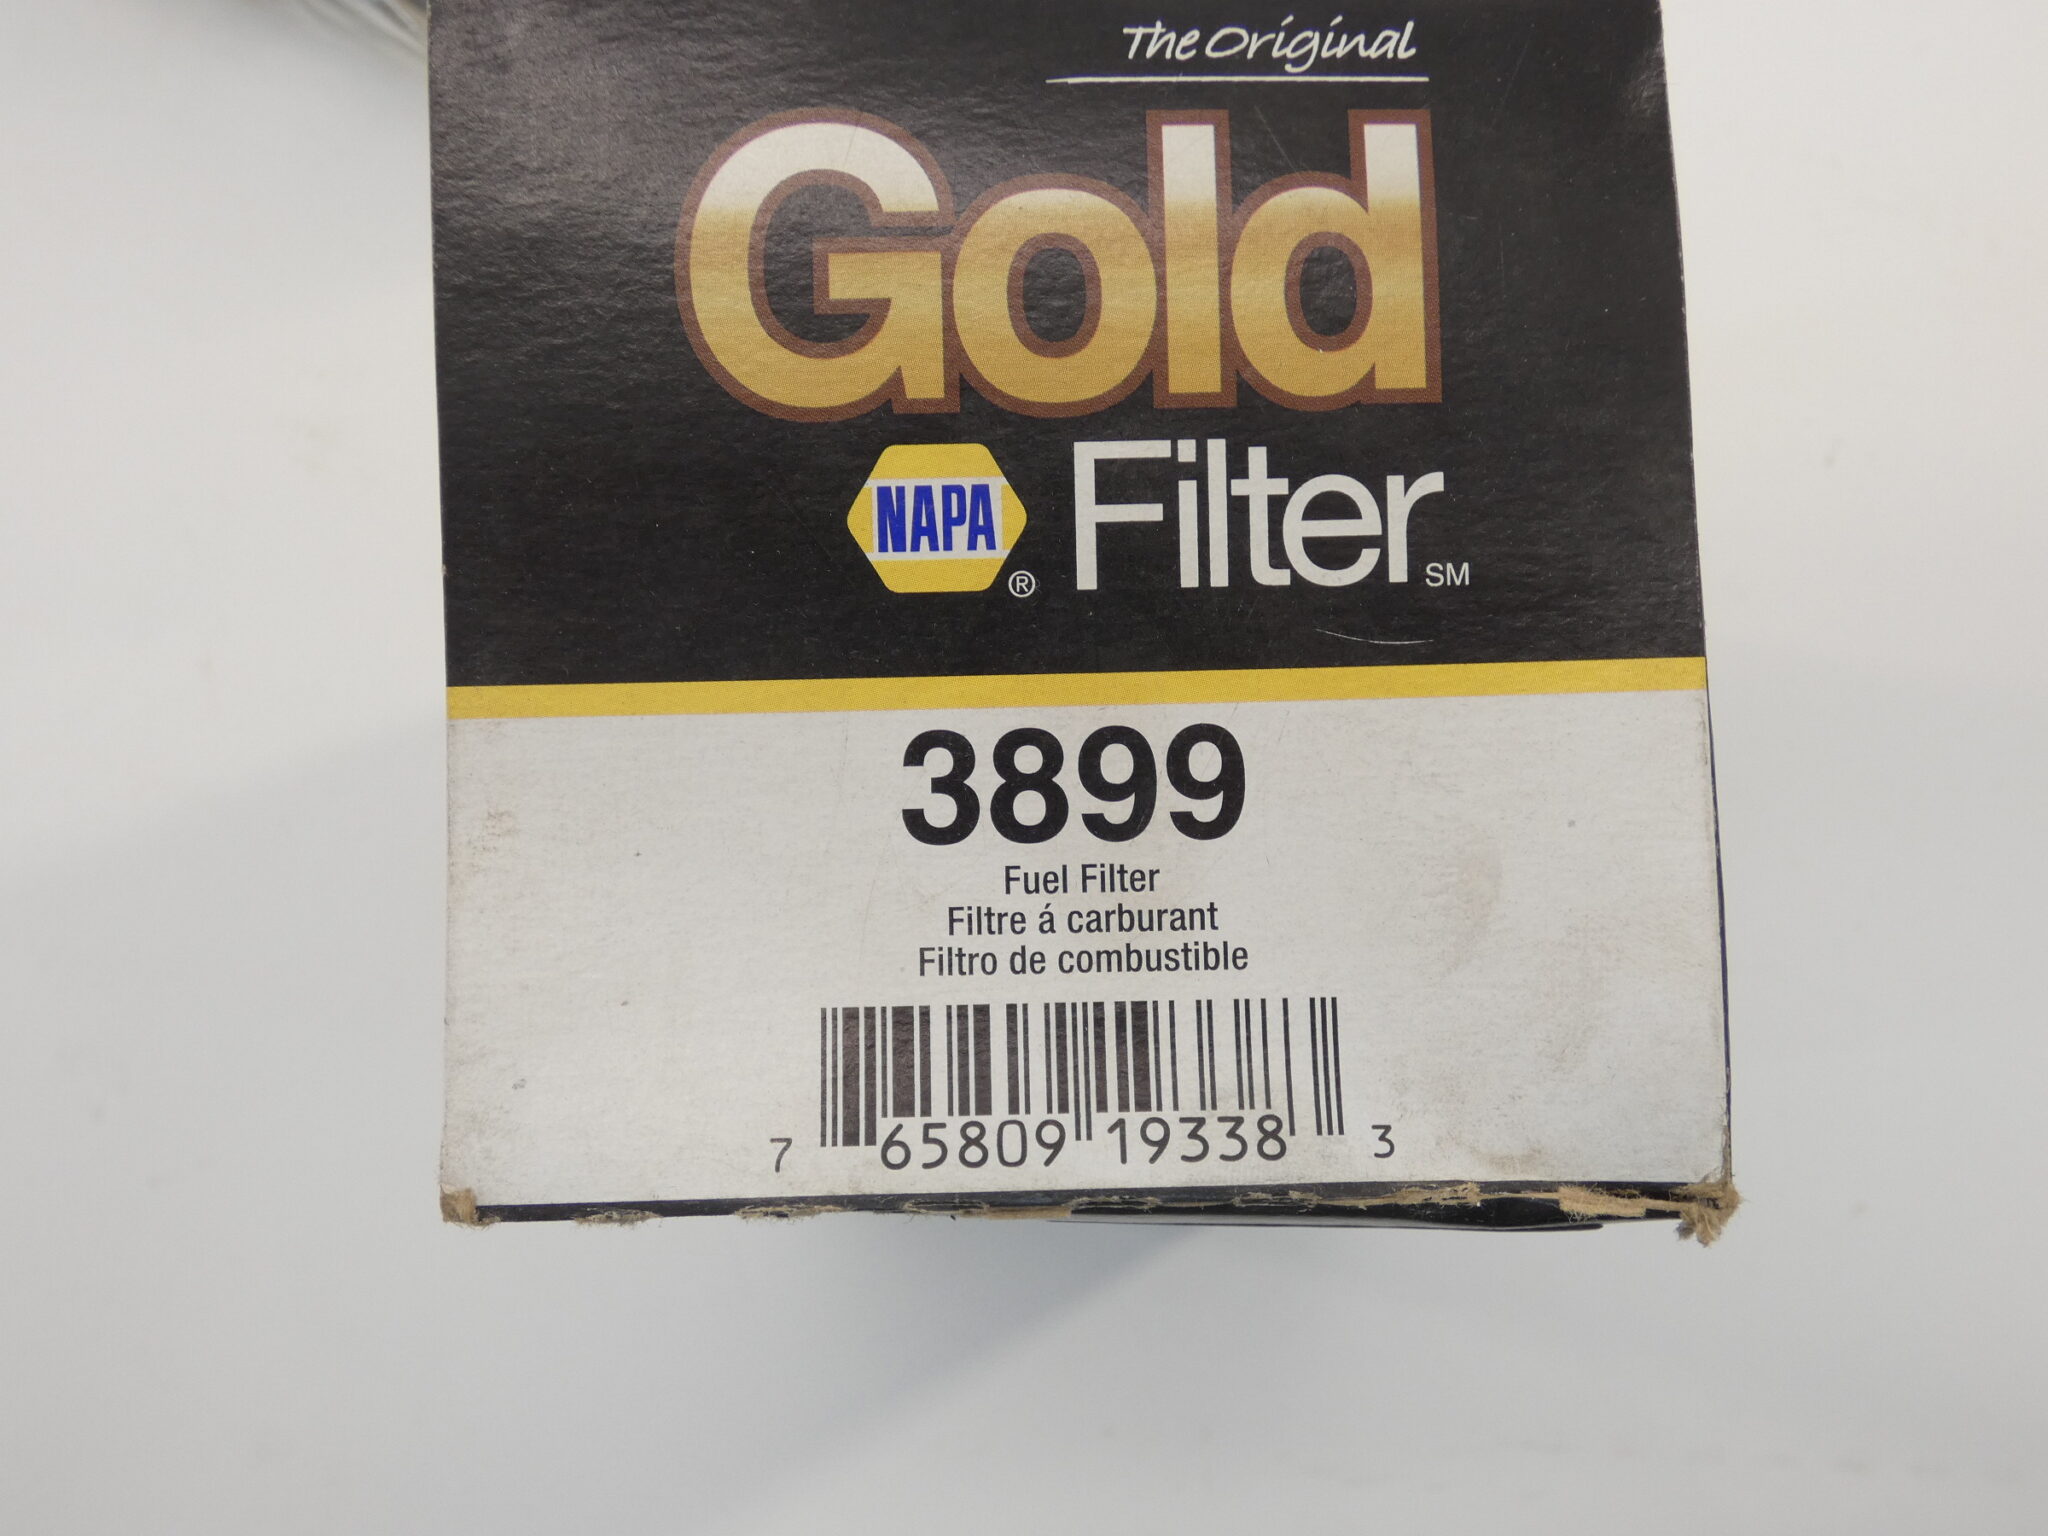 The Original
Gold
NAPA® Filter SM
3899
Fuel Filter
Filtre á carburant
Filtro de combustible
7 65809 19338 3